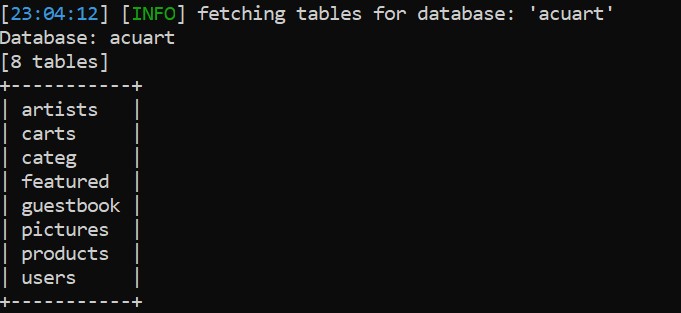 [23:04:12] [INFO] fetching tables for database: 'acuart'
Database: acuart
[8 tables]
+-----------+
| artists   |
| carts     |
| categ     |
| featured  |
| guestbook |
| pictures  |
| products  |
| users     |
+-----------+